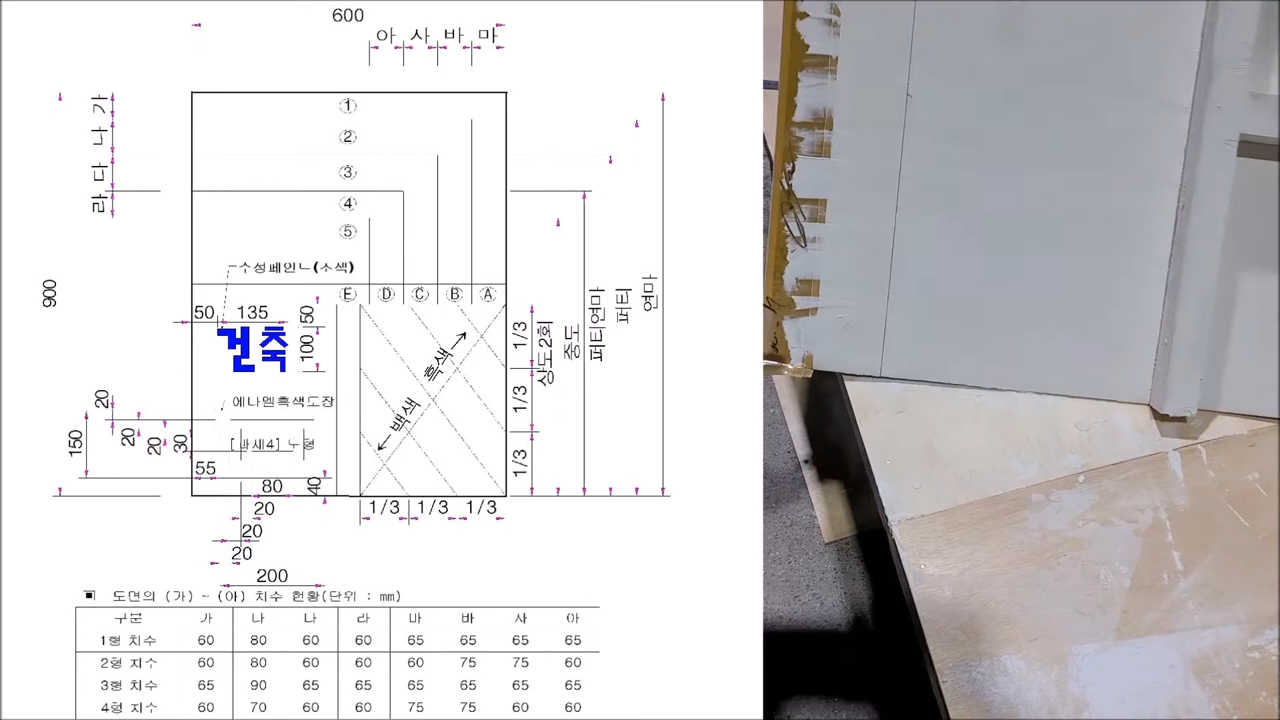 600
아 사 바 마
가
나
다
라
①
②
③
④
⑤
900
수성페인느(소색)
Ⓔ Ⓓ Ⓒ Ⓑ Ⓐ
50 135 50
건축
100
흑색
백색
에나멜흑색도장
1/3
1/3
1/3
상도2회
중도
퍼티연마
퍼티
연마
20
150
20
20
30
55
80
40
20
20
20
200
1/3 1/3 1/3
■ 도면의 (가) ~ (아) 치수 현황(단위 : mm)
구분 가 나 나 라 마 바 사 아
1형 치수 60 80 60 60 65 65 65 65
2형 치수 60 80 60 60 60 75 75 60
3형 치수 65 90 65 65 65 65 65 65
4형 치수 60 70 60 60 75 75 60 60